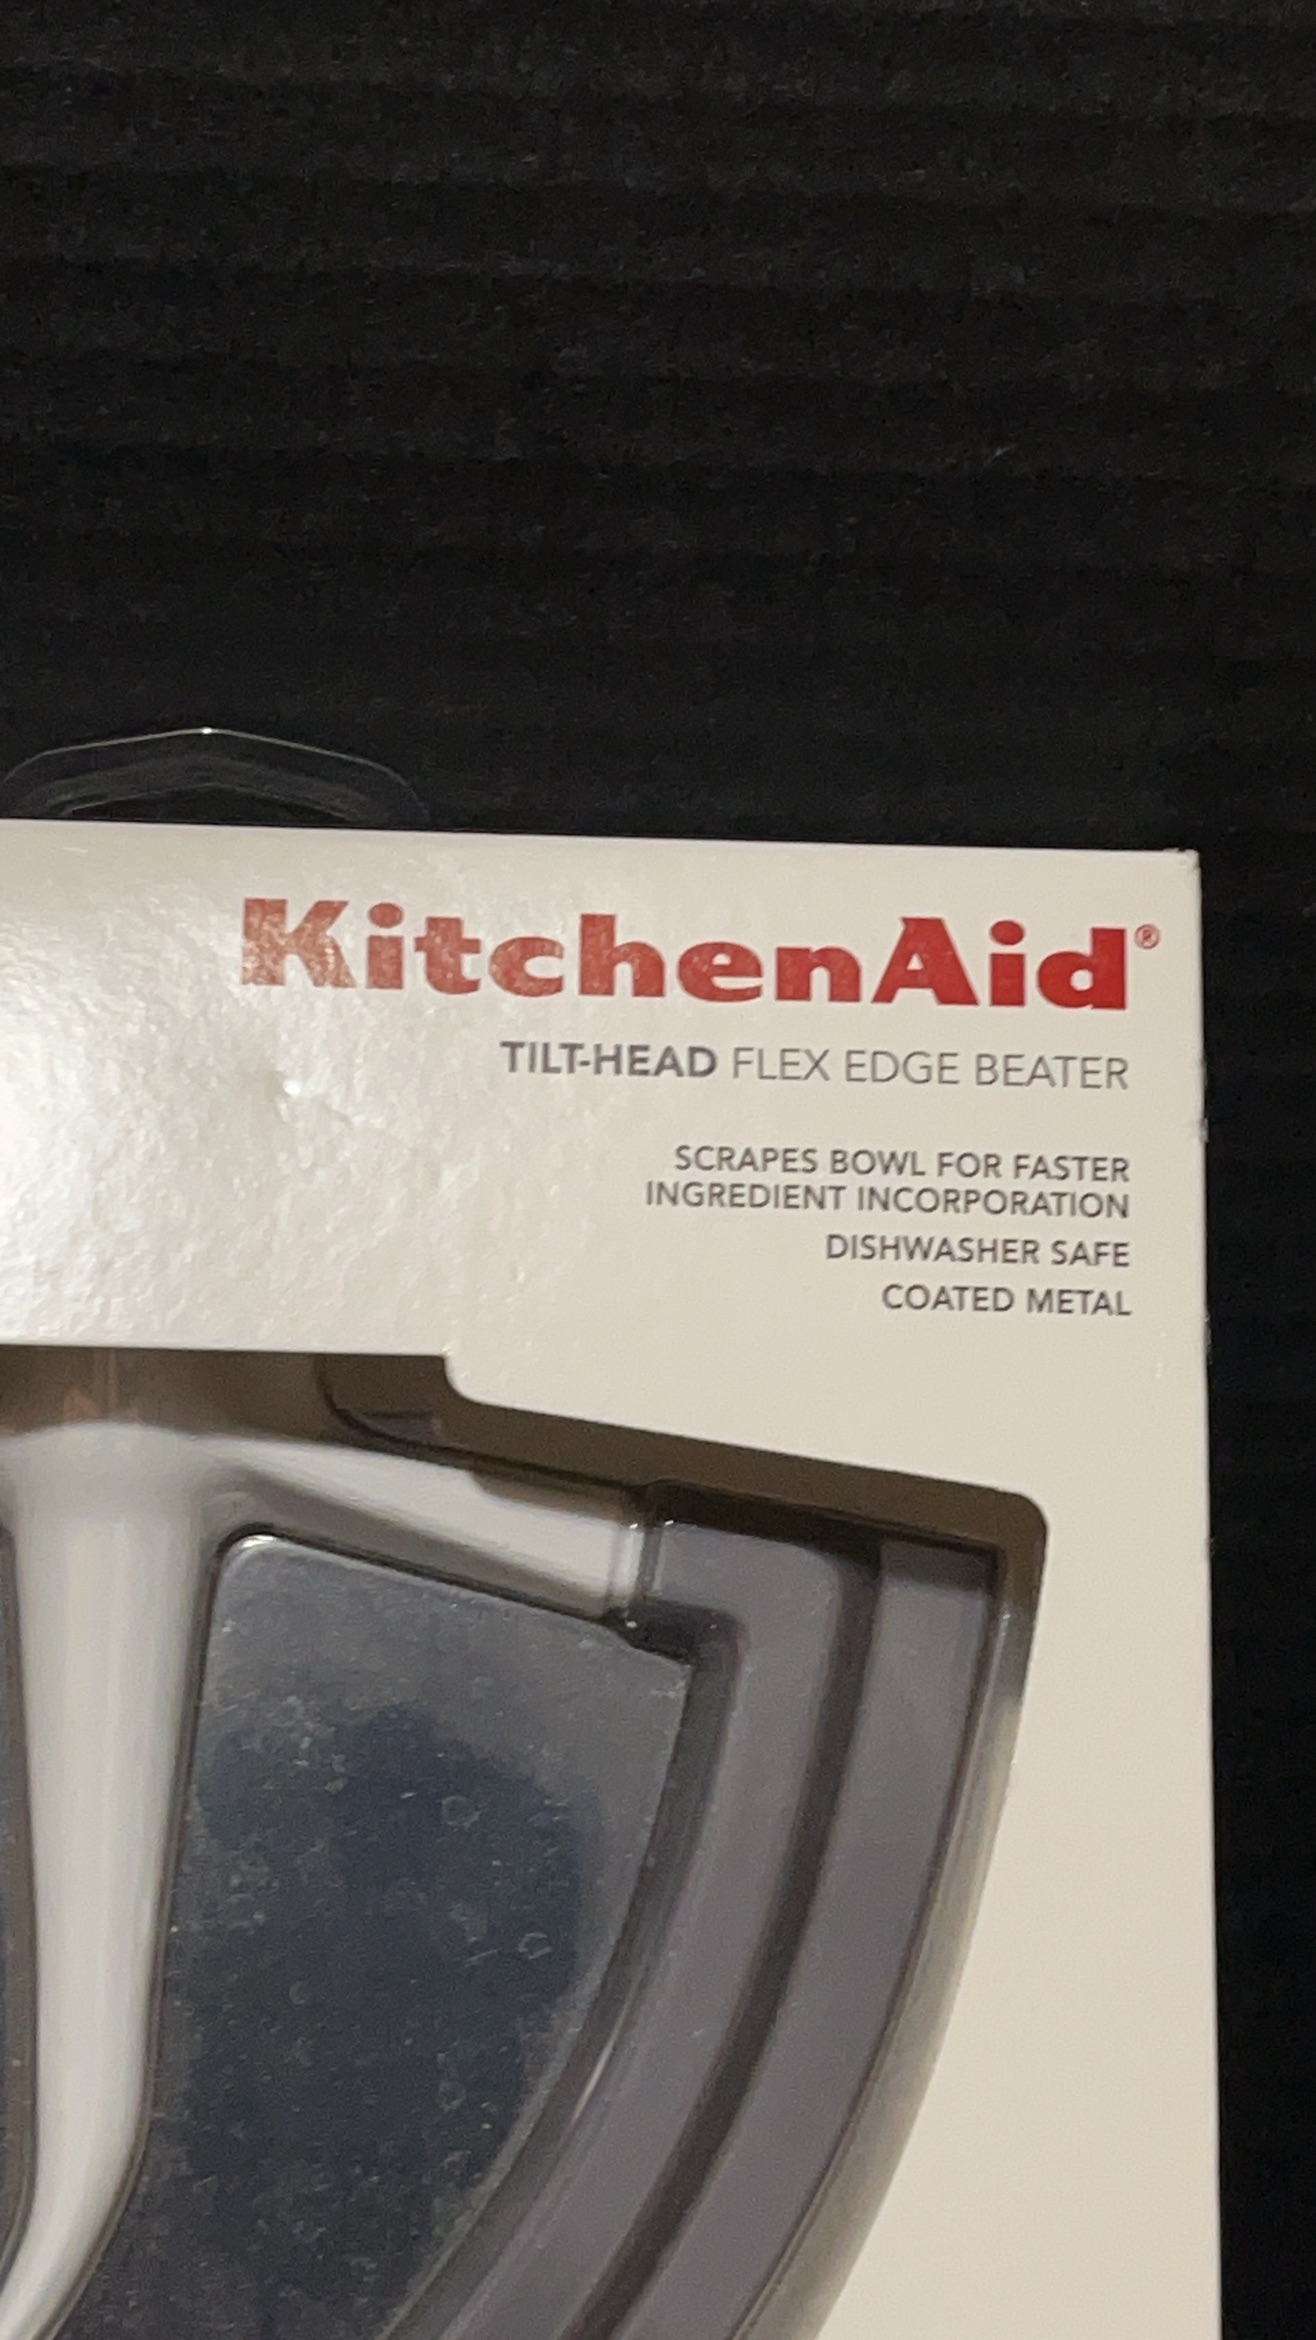 KitchenAid®
TILT-HEAD FLEX EDGE BEATER
SCRAPES BOWL FOR FASTER
INGREDIENT INCORPORATION
DISHWASHER SAFE
COATED METAL